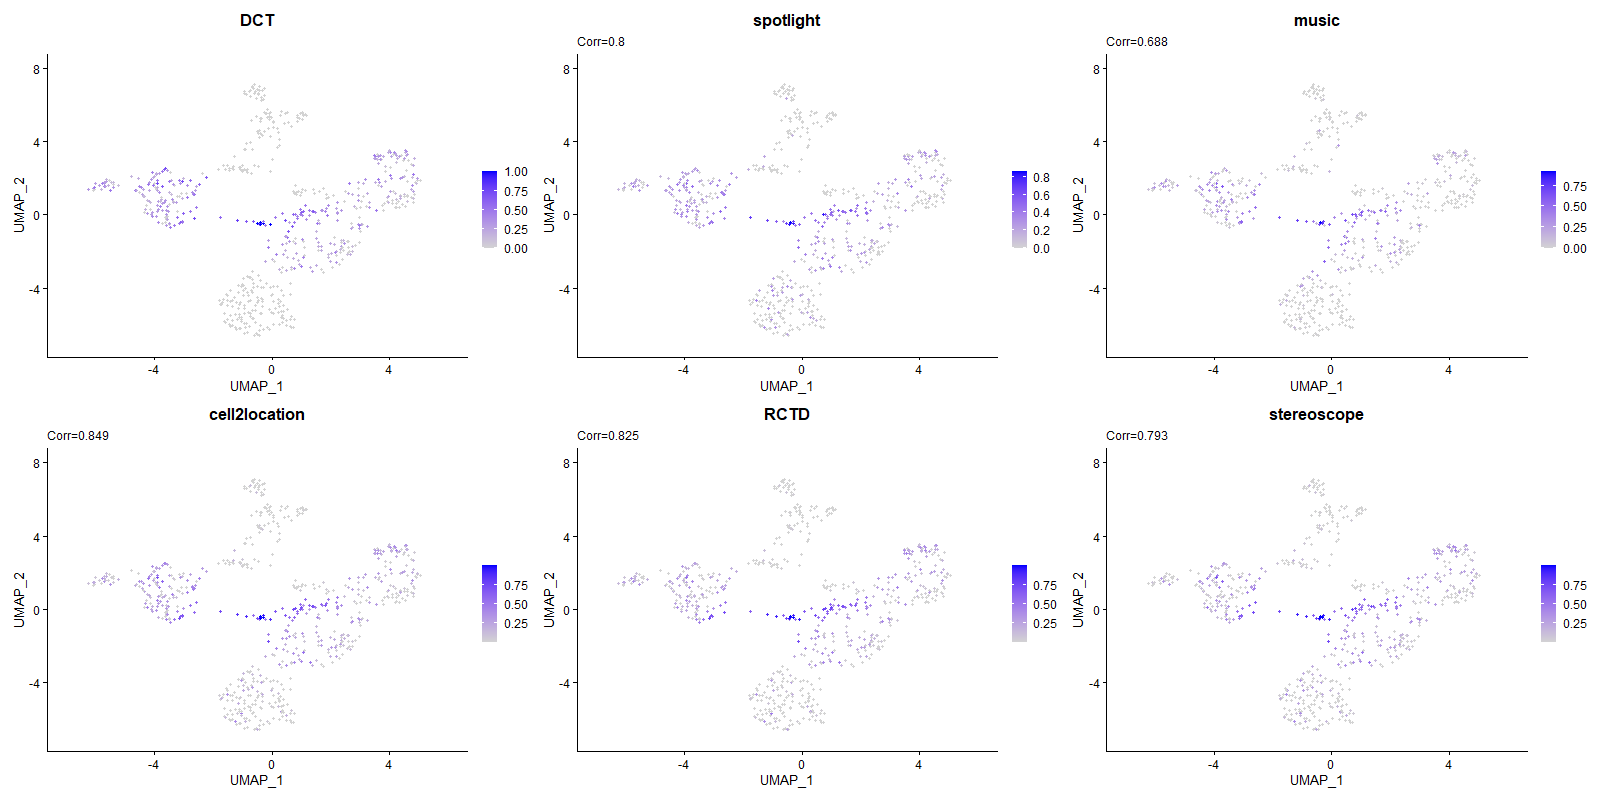 DCT
8
4
0
-4
-4
0
4
UMAP_2
UMAP_1
1.00
0.75
0.50
0.25
0.00
spotlight
Corr=0.8
8
4
0
-4
-4
0
4
UMAP_2
UMAP_1
0.8
0.6
0.4
0.2
0.0
music
Corr=0.688
8
4
0
-4
-4
0
4
UMAP_2
UMAP_1
0.75
0.50
0.25
0.00
cell2location
Corr=0.849
8
4
0
-4
-4
0
4
UMAP_2
UMAP_1
0.75
0.50
0.25
RCTD
Corr=0.825
8
4
0
-4
-4
0
4
UMAP_2
UMAP_1
0.75
0.50
0.25
stereoscope
Corr=0.793
8
4
0
-4
-4
0
4
UMAP_2
UMAP_1
0.75
0.50
0.25